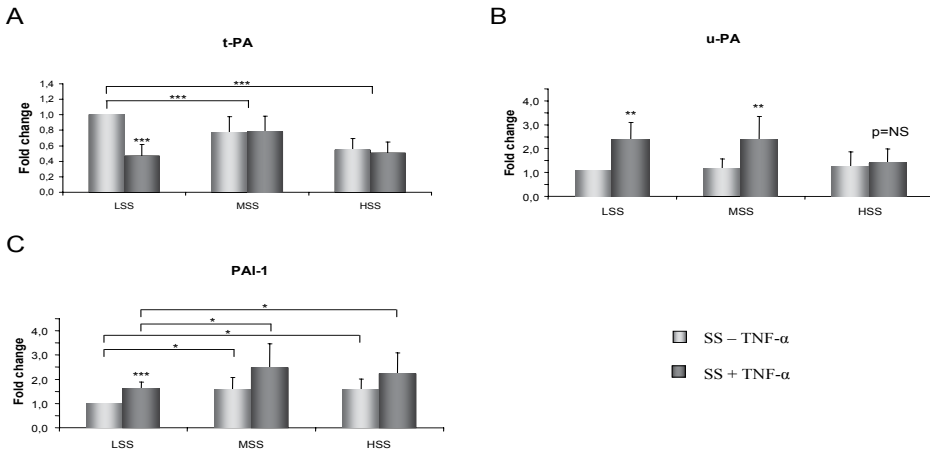 A
t-PA
Fold change
1,4
1,2
1,0
0,8
0,6
0,4
0,2
0,0
***
***
***
LSS MSS HSS
B
u-PA
Fold change
4,0
3,0
2,0
1,0
0,0
**
**
p=NS
LSS MSS HSS
C
PAI-1
Fold change
4,0
3,0
2,0
1,0
0,0
*
*
*
*
***
LSS MSS HSS
SS – TNF-α
SS + TNF-α